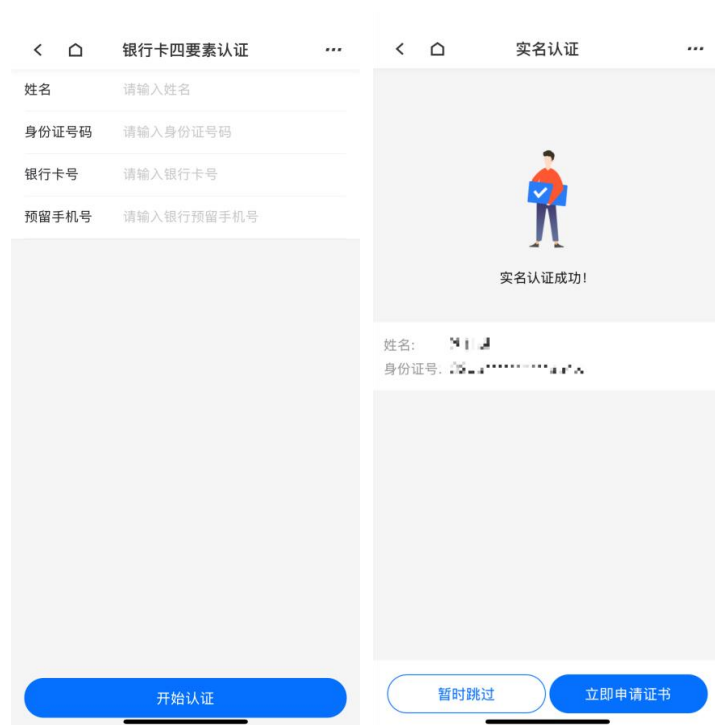 银行卡四要素认证
姓名 请输入姓名
身份证号码 请输入身份证号码
银行卡号 请输入银行卡号
预留手机号 请输入银行预留手机号
开始认证
实名认证
实名认证成功!
姓名:
身份证号:
暂时跳过 立即申请证书